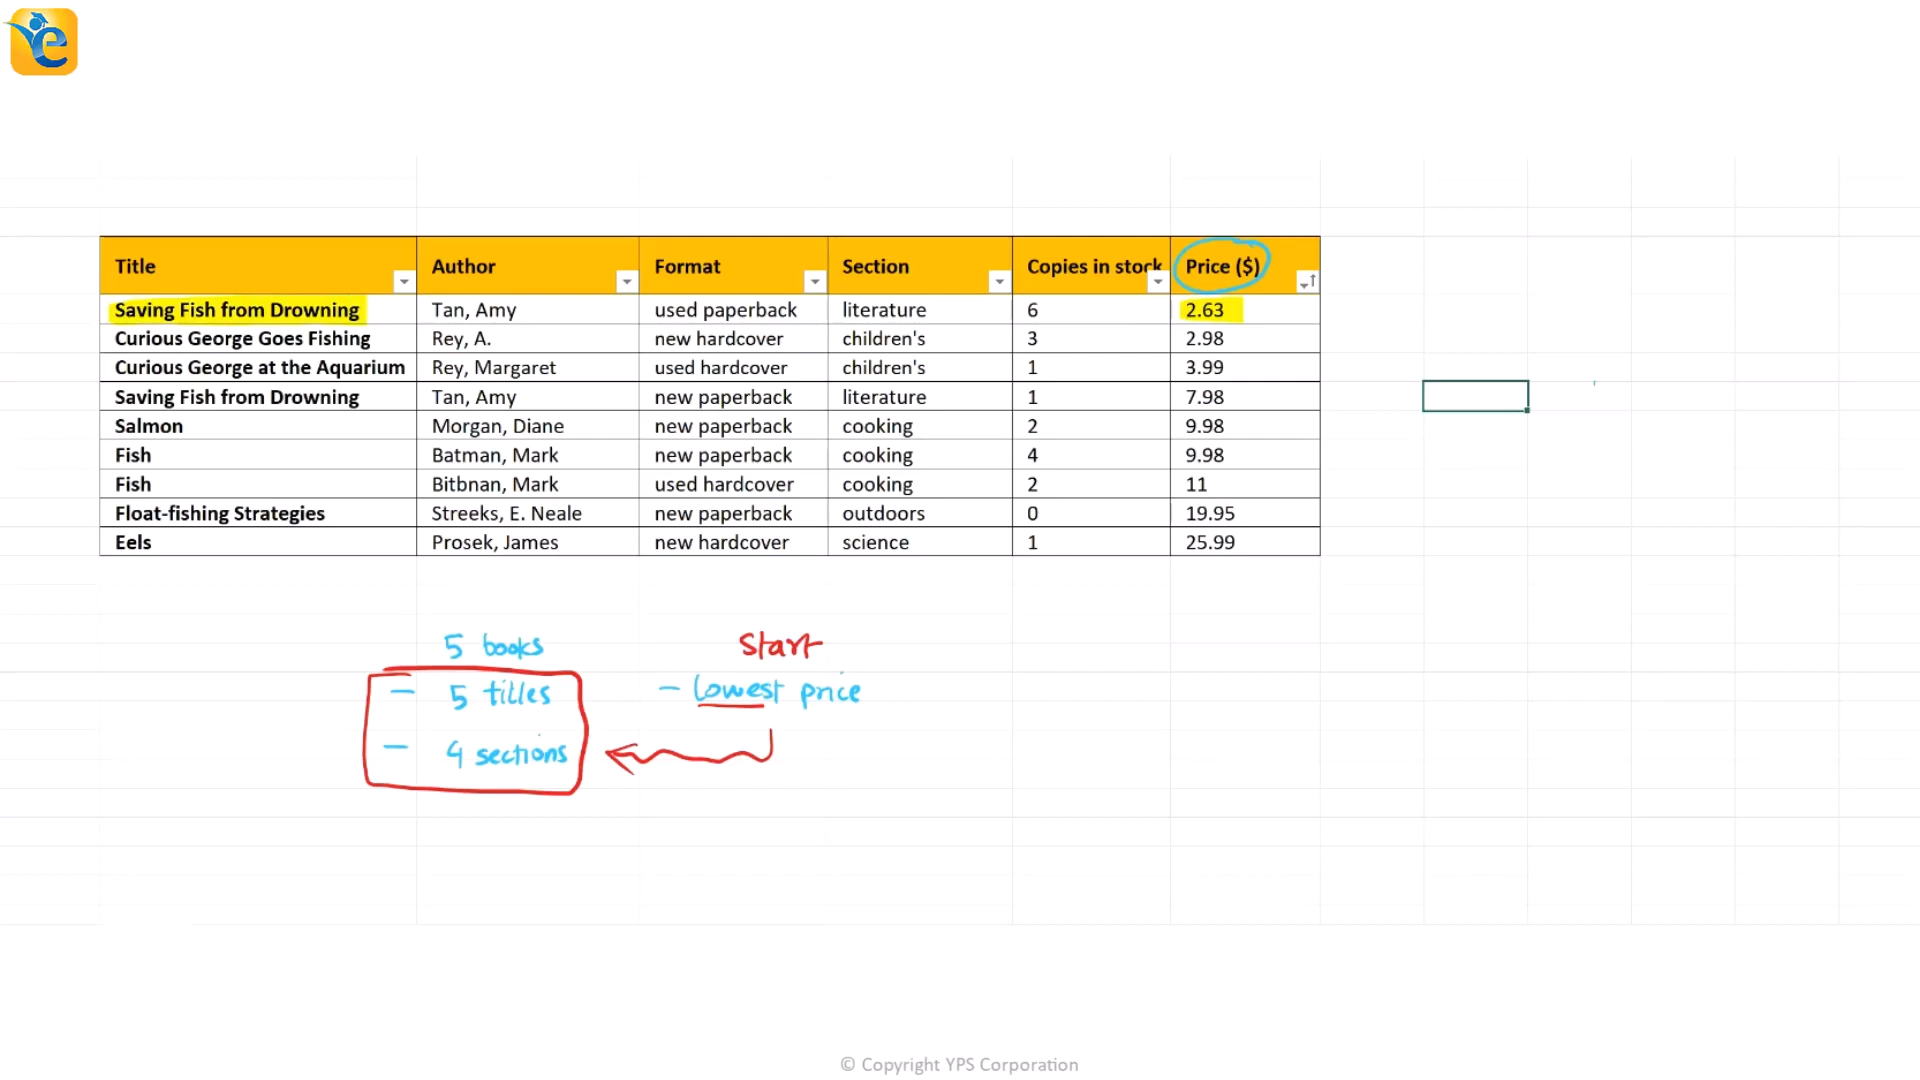 e
Title Author Format Section Copies in stock Price ($)
Saving Fish from Drowning Tan, Amy used paperback literature 6 2.63
Curious George Goes Fishing Rey, A. new hardcover children's 3 2.98
Curious George at the Aquarium Rey, Margaret used hardcover children's 1 3.99
Saving Fish from Drowning Tan, Amy new paperback literature 1 7.98
Salmon Morgan, Diane new paperback cooking 2 9.98
Fish Batman, Mark new paperback cooking 4 9.98
Fish Bitbnan, Mark used hardcover cooking 2 11
Float-fishing Strategies Streeks, E. Neale new paperback outdoors 0 19.95
Eels Prosek, James new hardcover science 1 25.99
5 books Start
- 5 titles - lowest price
- 4 sections
© Copyright YPS Corporation